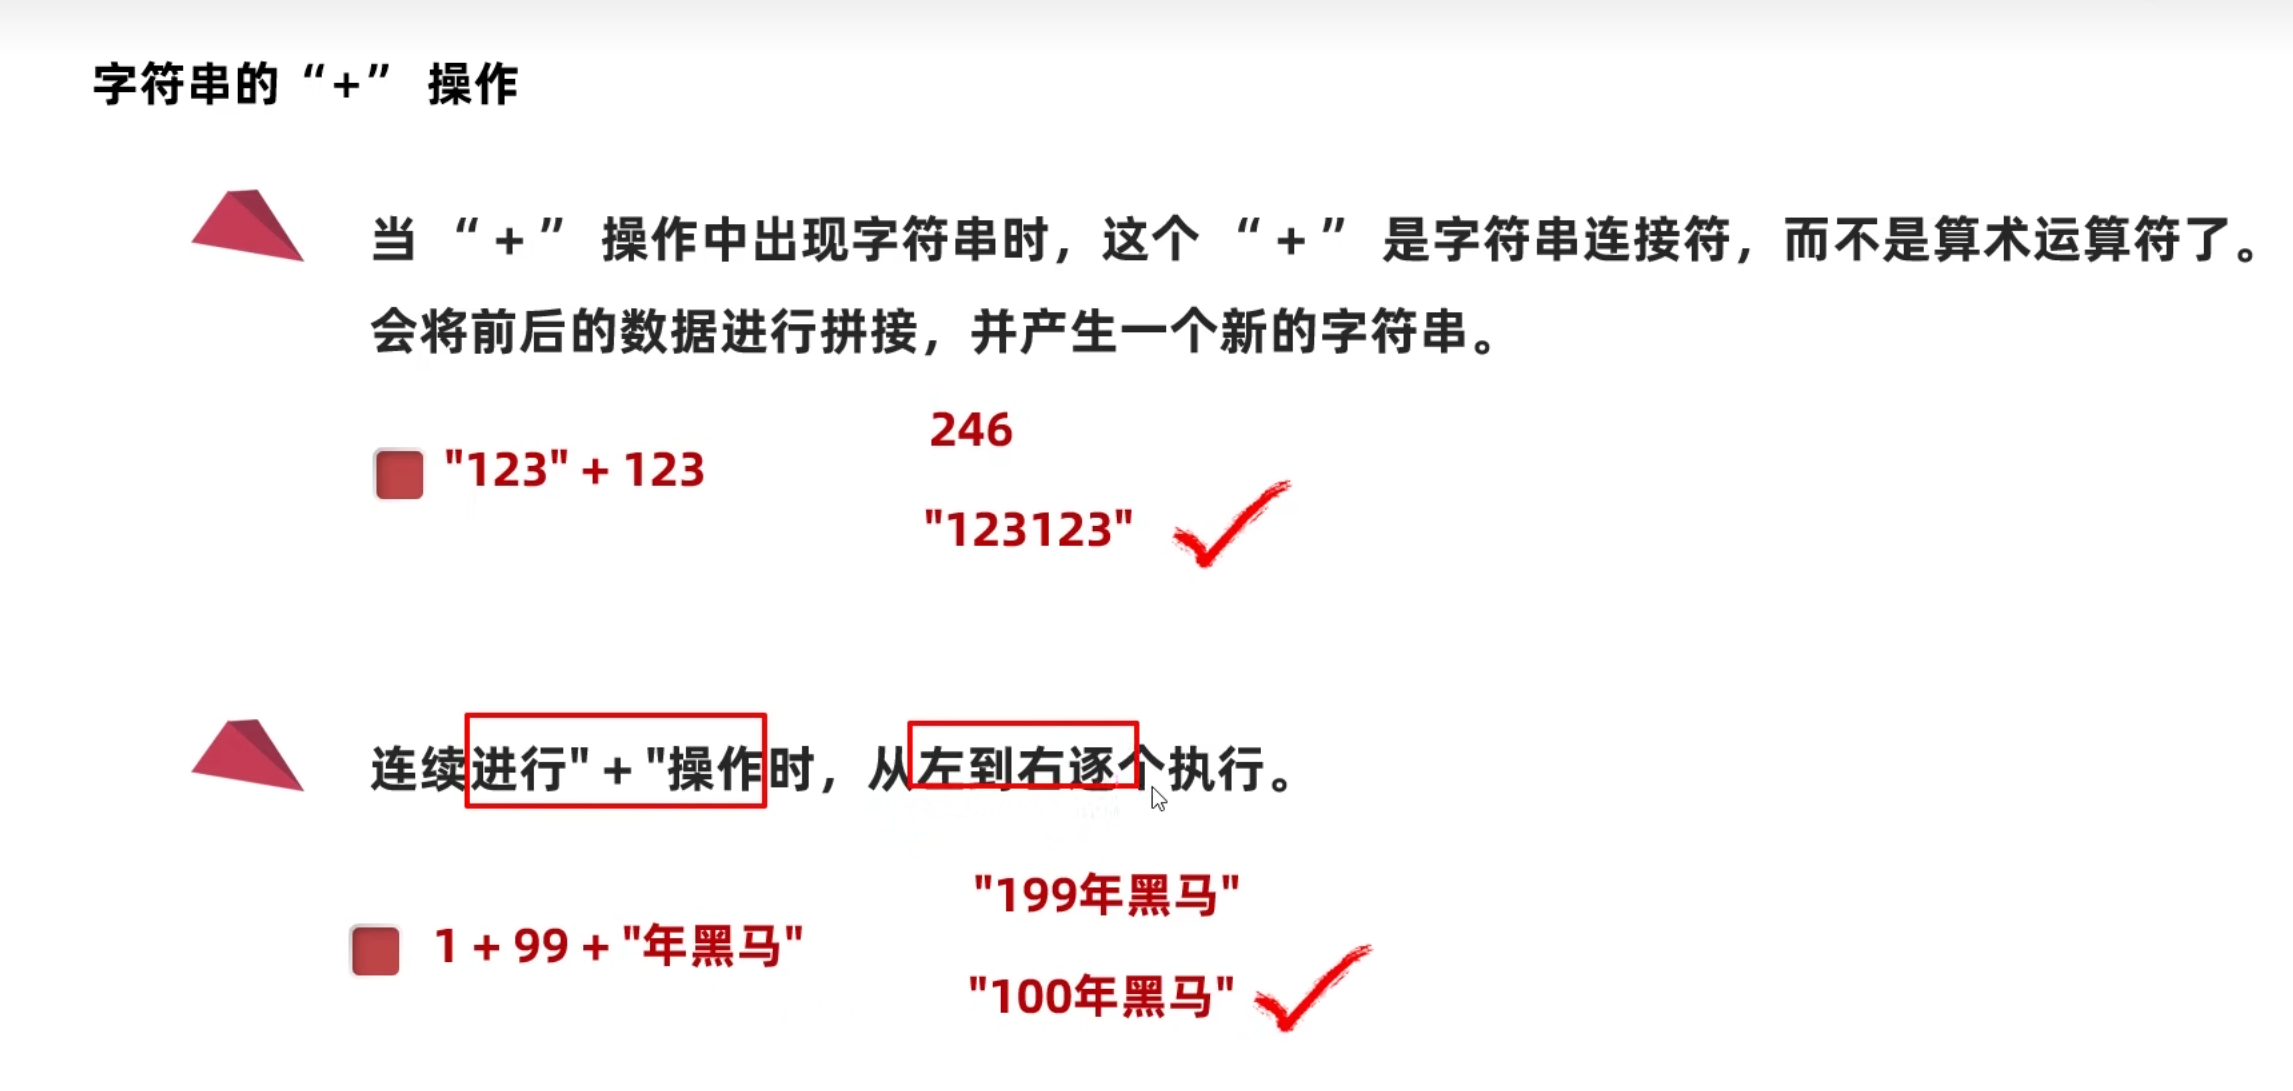 字符串的“+” 操作
当 “+” 操作中出现字符串时，这个 “+” 是字符串连接符，而不是算术运算符了。
会将前后的数据进行拼接，并产生一个新的字符串。
"123" + 123
246
"123123"
连续进行" + "操作时，从左到右逐个执行。
1 + 99 + "年黑马"
"199年黑马"
"100年黑马"